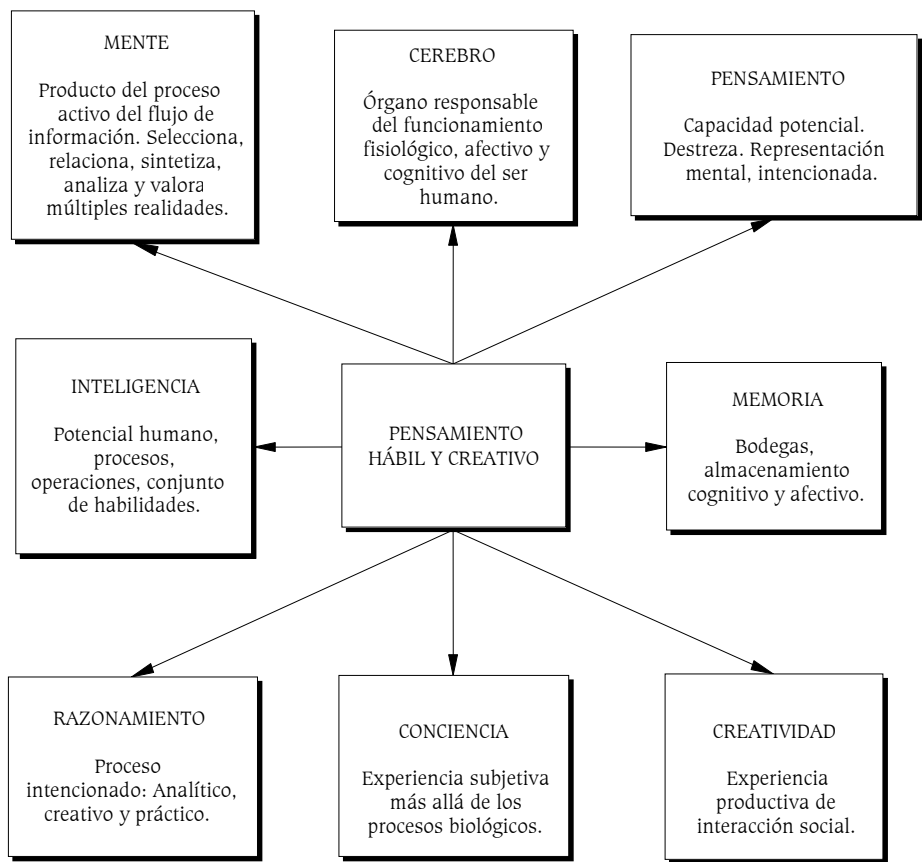 MENTE
Producto del proceso
activo del flujo de
información. Selecciona,
relaciona, sintetiza,
analiza y valora
múltiples realidades.
CEREBRO
Órgano responsable
del funcionamiento
fisiológico, afectivo y
cognitivo del ser
humano.
PENSAMIENTO
Capacidad potencial.
Destreza. Representación
mental, intencionada.
INTELIGENCIA
Potencial humano,
procesos,
operaciones, conjunto
de habilidades.
PENSAMIENTO
HÁBIL Y CREATIVO
MEMORIA
Bodegas,
almacenamiento
cognitivo y afectivo.
RAZONAMIENTO
Proceso
intencionado: Analítico,
creativo y práctico.
CONCIENCIA
Experiencia subjetiva
más allá de los
procesos biológicos.
CREATIVIDAD
Experiencia
productiva de
interacción social.